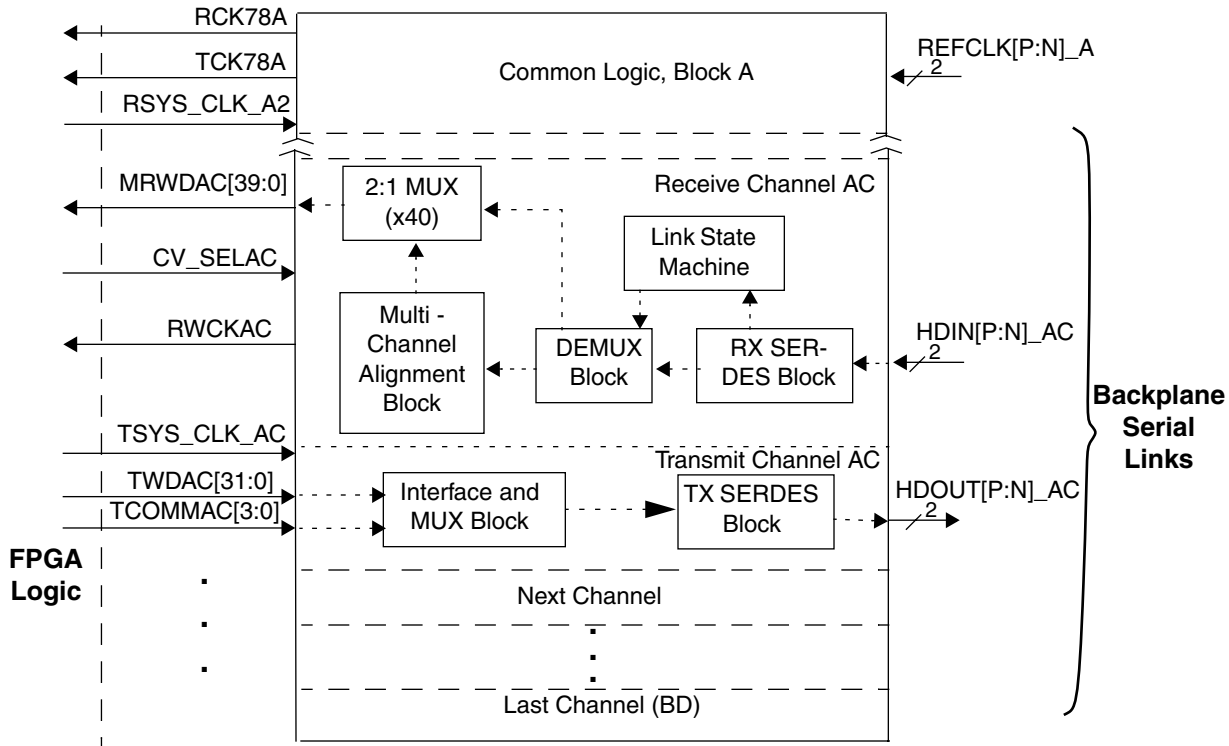 RCK78A
TCK78A
RSYS_CLK_A2
Common Logic, Block A
REFCLK[P:N]_A
2
MRWDAC[39:0]
CV_SELAC
RWCKAC
2:1 MUX
(x40)
Receive Channel AC
Link State
Machine
Multi -
Channel
Alignment
Block
DEMUX
Block
RX SER-
DES Block
HDIN[P:N]_AC
2
Backplane
Serial
Links
TSYS_CLK_AC
TWDAC[31:0]
TCOMMAC[3:0]
Transmit Channel AC
Interface and
MUX Block
TX SERDES
Block
HDOUT[P:N]_AC
2
FPGA
Logic
Next Channel
Last Channel (BD)